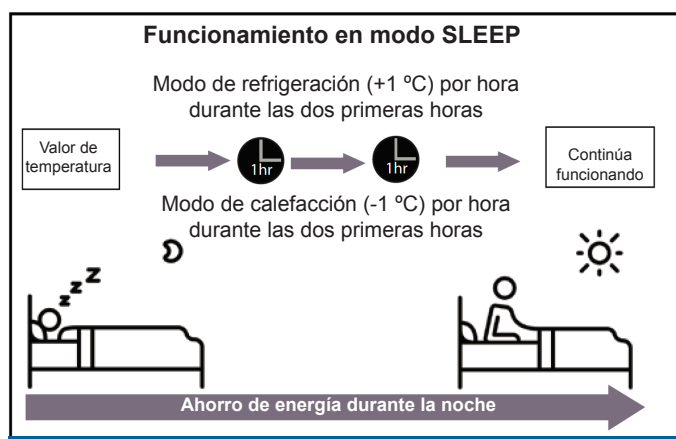 Funcionamiento en modo SLEEP
Modo de refrigeración (+1 ºC) por hora
durante las dos primeras horas
Valor de
temperatura
1hr
1hr
Continúa
funcionando
Modo de calefacción (-1 ºC) por hora
durante las dos primeras horas
z z Z Z
Ahorro de energía durante la noche